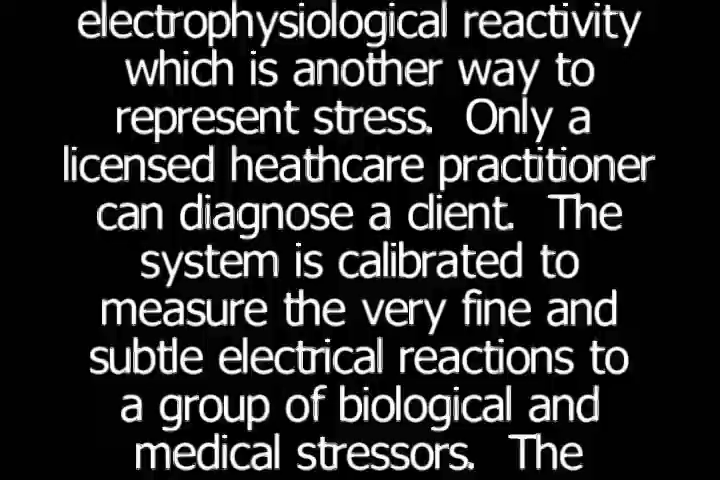 electrophysiological reactivity
which is another way to
represent stress.  Only a
licensed heathcare practitioner
can diagnose a client.  The
system is calibrated to
measure the very fine and
subtle electrical reactions to
a group of biological and
medical stressors.  The